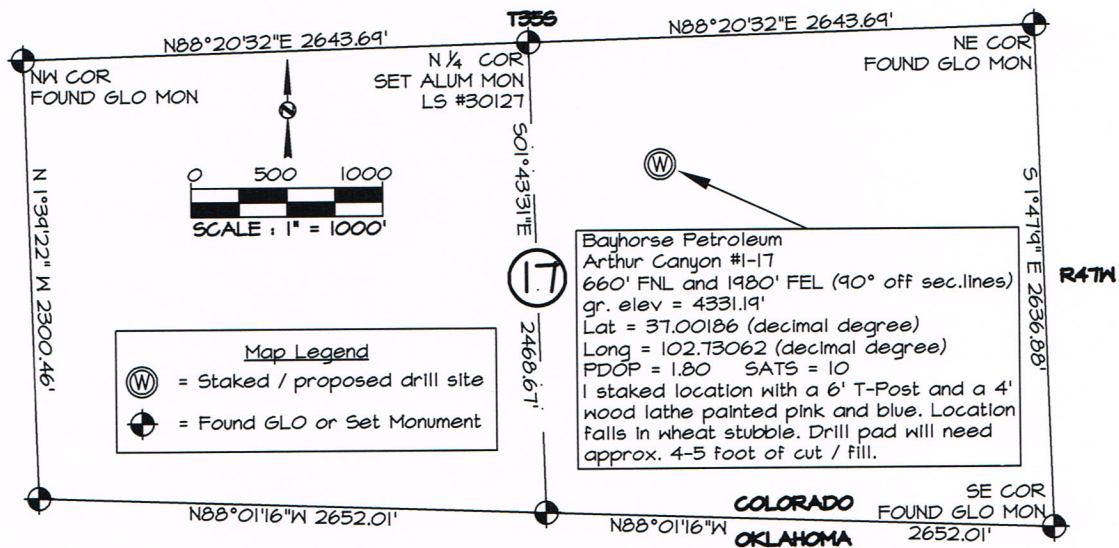 T35S
N88°20'32"E 2643.69'
N88°20'32"E 2643.69'
NW COR
FOUND GLO MON
N ¼ COR
SET ALUM MON
LS #30127
NE COR
FOUND GLO MON
N
0 500 1000
SCALE : 1" = 1000'
N 1°39'22" W 2300.46'
S01°43'31"E
2468.67'
17
W
S 1°47'19" E 2636.88'
R47W
Bayhorse Petroleum
Arthur Canyon #1-17
660' FNL and 1980' FEL (90° off sec.lines)
gr. elev = 4331.19'
Lat = 37.00186 (decimal degree)
Long = 102.73062 (decimal degree)
PDOP = 1.80 SATS = 10
I staked location with a 6' T-Post and a 4'
wood lathe painted pink and blue. Location
falls in wheat stubble. Drill pad will need
approx. 4-5 foot of cut / fill.
Map Legend
W = Staked / proposed drill site
= Found GLO or Set Monument
N88°01'16"W 2652.01'
N88°01'16"W
2652.01'
COLORADO
OKLAHOMA
SE COR
FOUND GLO MON